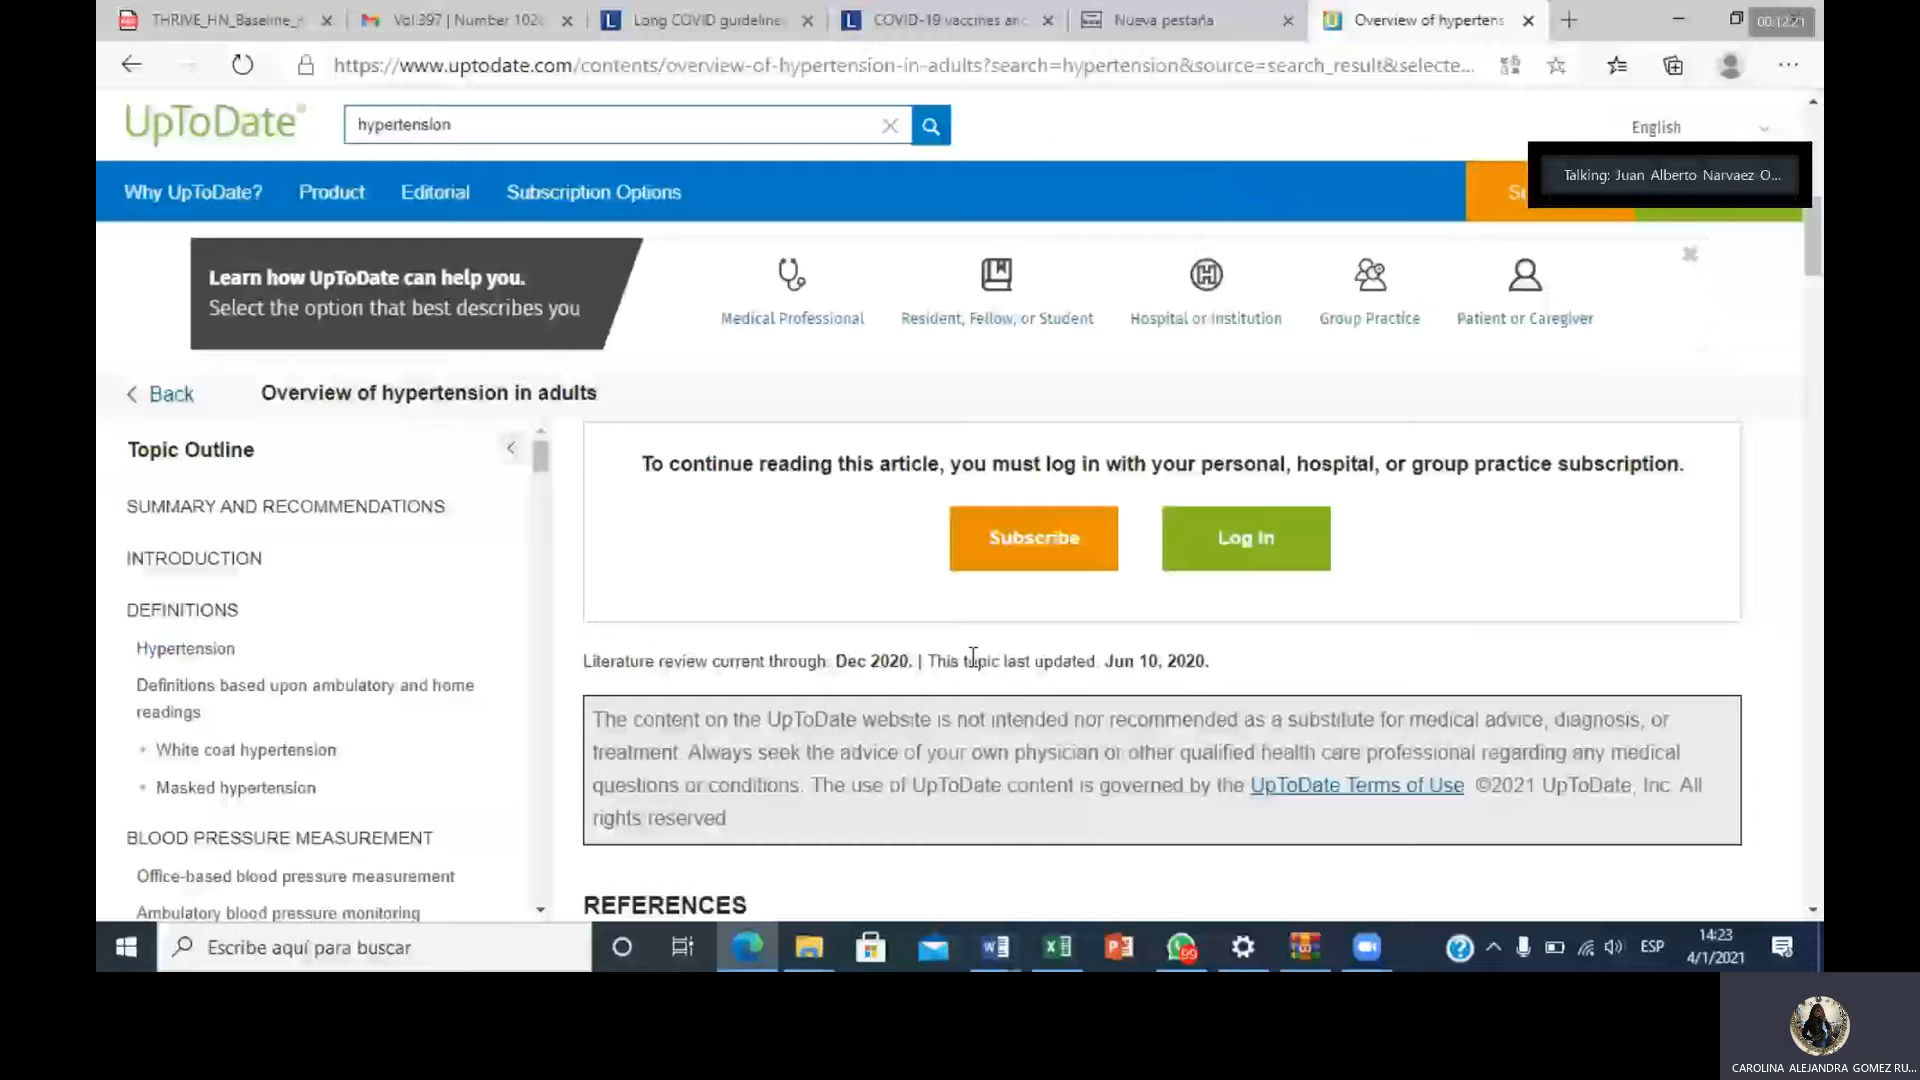 THRIVE_HN_Baseline_
Vol:397 | Number 102
Long COVID guideline
COVID-19 vaccines an
Nueva pestaña
Overview of hypertens
00:12:21
https://www.uptodate.com/contents/overview-of-hypertension-in-adults?search=hypertension&source=search_result&selecte...
UpToDate®
hypertension
English
Talking: Juan Alberto Narvaez O...
Why UpToDate?
Product
Editorial
Subscription Options
Learn how UpToDate can help you.
Select the option that best describes you
Medical Professional
Resident, Fellow, or Student
Hospital or Institution
Group Practice
Patient or Caregiver
Back
Overview of hypertension in adults
Topic Outline
SUMMARY AND RECOMMENDATIONS
INTRODUCTION
DEFINITIONS
Hypertension
Definitions based upon ambulatory and home
readings
• White coat hypertension
• Masked hypertension
BLOOD PRESSURE MEASUREMENT
Office-based blood pressure measurement
Ambulatory blood pressure monitoring
To continue reading this article, you must log in with your personal, hospital, or group practice subscription.
Subscribe
Log In
Literature review current through: Dec 2020. | This topic last updated: Jun 10, 2020.
The content on the UpToDate website is not intended nor recommended as a substitute for medical advice, diagnosis, or
treatment. Always seek the advice of your own physician or other qualified health care professional regarding any medical
questions or conditions. The use of UpToDate content is governed by the UpToDate Terms of Use ©2021 UpToDate, Inc. All
rights reserved
REFERENCES
Escribe aquí para buscar
99
ESP
14:23
4/1/2021
CAROLINA ALEJANDRA GOMEZ RU...